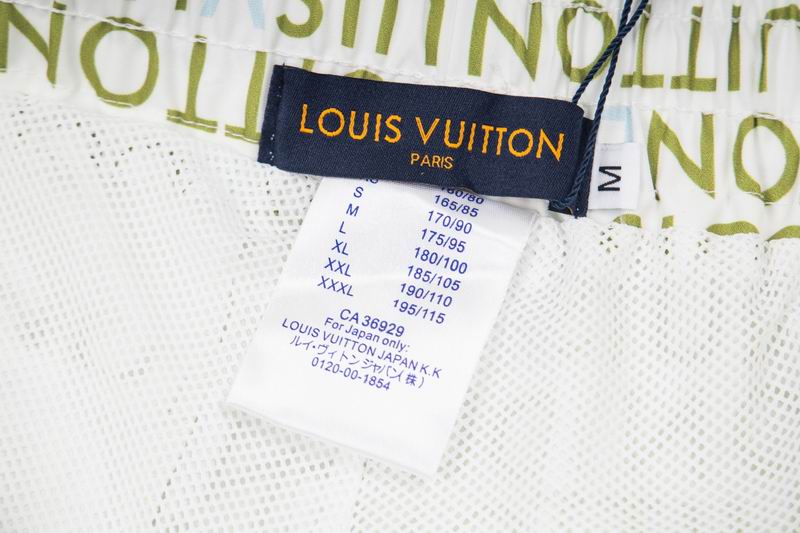 LOUIS VUITTON
PARIS
M
S 165/85
M 170/90
L 175/95
XL 180/100
XXL 185/105
XXXL 190/110
195/115
CA 36929
For Japan only:
LOUIS VUITTON JAPAN K.K
ルイ・ヴィトンジャパン(株)
0120-00-1854